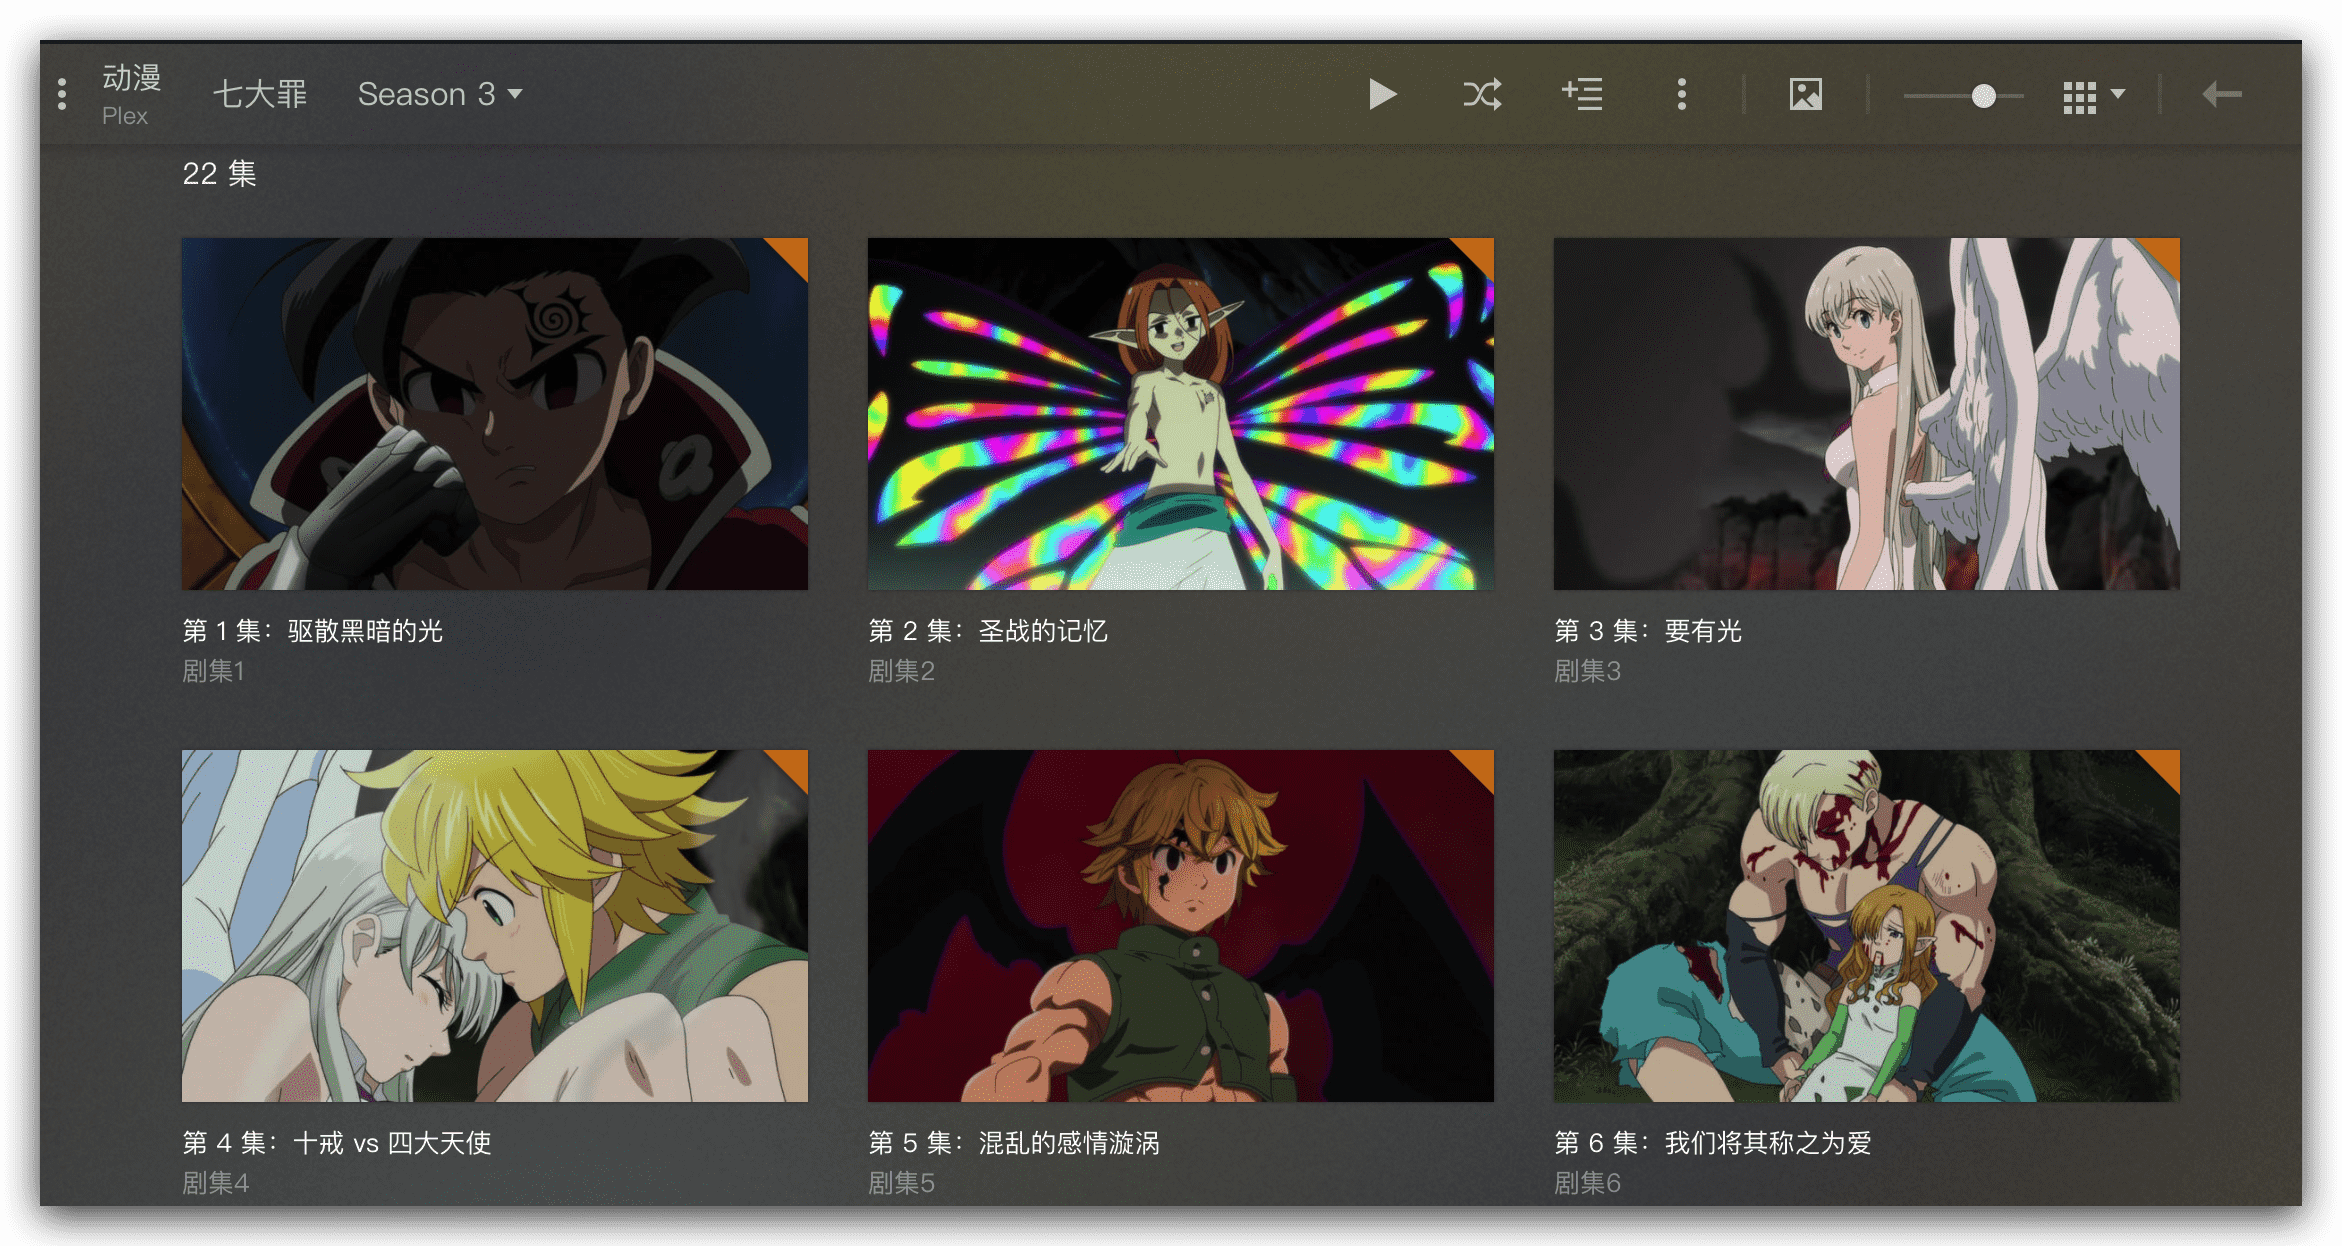 动漫
Plex
七大罪
Season 3
22 集
第 1 集：驱散黑暗的光
剧集1
第 2 集：圣战的记忆
剧集2
第 3 集：要有光
剧集3
第 4 集：十戒 vs 四大天使
剧集4
第 5 集：混乱的感情漩涡
剧集5
第 6 集：我们将其称之为爱
剧集6